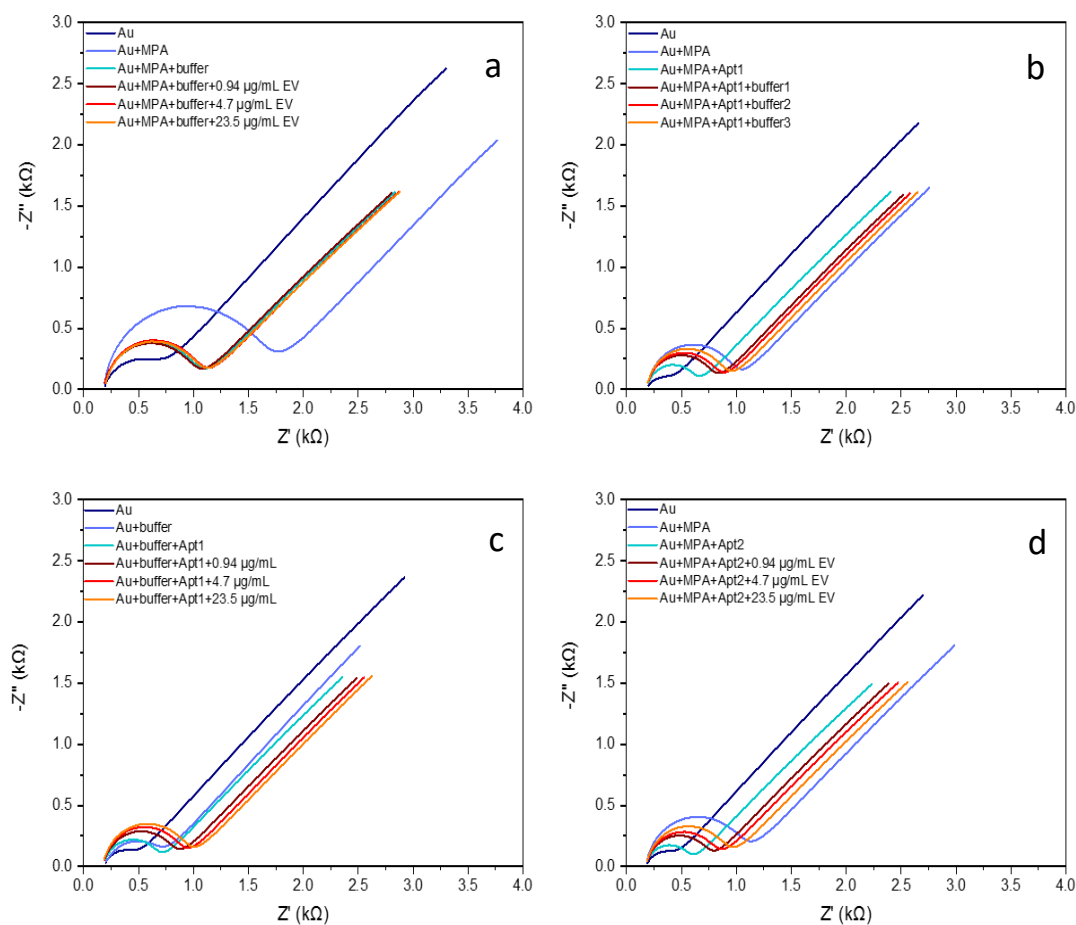 a
-Z" (kΩ)
3.0
2.5
2.0
1.5
1.0
0.5
0.0
Au
Au+MPA
Au+MPA+buffer
Au+MPA+buffer+0.94 µg/mL EV
Au+MPA+buffer+4.7 µg/mL EV
Au+MPA+buffer+23.5 µg/mL EV
0.0 0.5 1.0 1.5 2.0 2.5 3.0 3.5 4.0
Z' (kΩ)
b
-Z" (kΩ)
3.0
2.5
2.0
1.5
1.0
0.5
0.0
Au
Au+MPA
Au+MPA+Apt1
Au+MPA+Apt1+buffer1
Au+MPA+Apt1+buffer2
Au+MPA+Apt1+buffer3
0.0 0.5 1.0 1.5 2.0 2.5 3.0 3.5 4.0
Z' (kΩ)
c
-Z" (kΩ)
3.0
2.5
2.0
1.5
1.0
0.5
0.0
Au
Au+buffer
Au+buffer+Apt1
Au+buffer+Apt1+0.94 µg/mL
Au+buffer+Apt1+4.7 µg/mL
Au+buffer+Apt1+23.5 µg/mL
0.0 0.5 1.0 1.5 2.0 2.5 3.0 3.5 4.0
Z' (kΩ)
d
-Z" (kΩ)
3.0
2.5
2.0
1.5
1.0
0.5
0.0
Au
Au+MPA
Au+MPA+Apt2
Au+MPA+Apt2+0.94 µg/mL EV
Au+MPA+Apt2+4.7 µg/mL EV
Au+MPA+Apt2+23.5 µg/mL EV
0.0 0.5 1.0 1.5 2.0 2.5 3.0 3.5 4.0
Z' (kΩ)